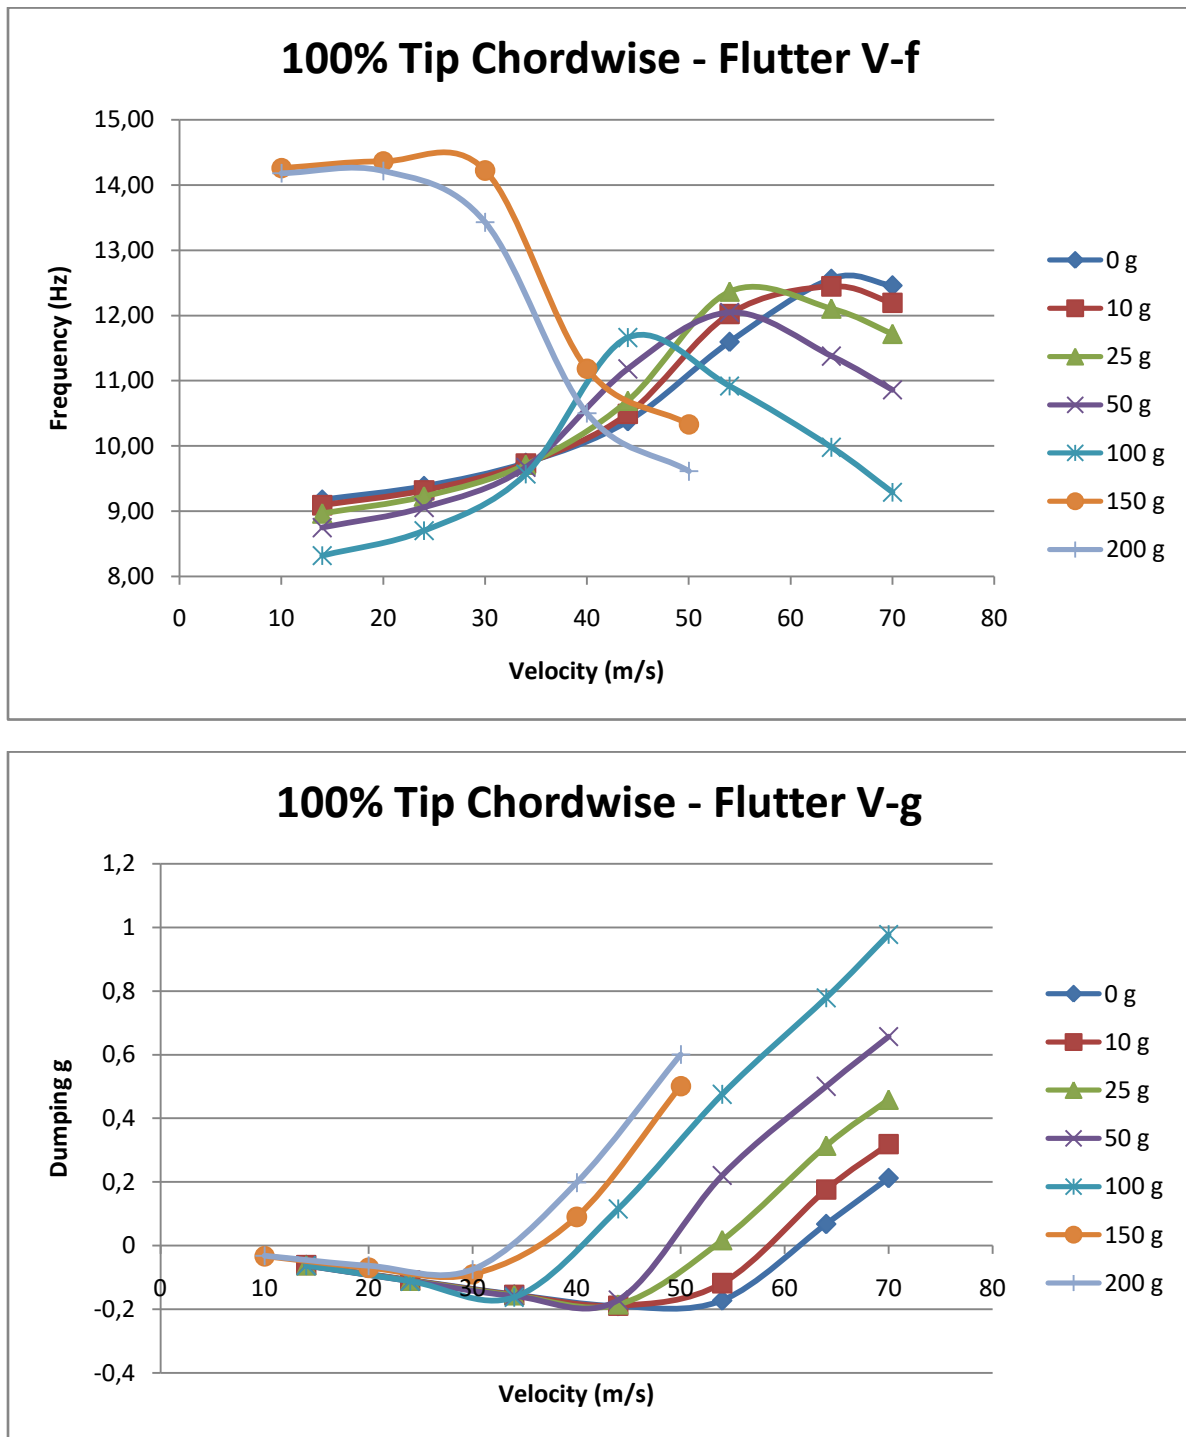 100% Tip Chordwise - Flutter V-f
15,00
14,00
13,00
12,00
11,00
10,00
9,00
8,00
Frequency (Hz)
0 10 20 30 40 50 60 70 80
Velocity (m/s)
0 g
10 g
25 g
50 g
100 g
150 g
200 g
100% Tip Chordwise - Flutter V-g
1,2
1
0,8
0,6
0,4
0,2
0
-0,2
-0,4
Dumping g
10 20 30 40 50 60 70 80
Velocity (m/s)
0 g
10 g
25 g
50 g
100 g
150 g
200 g